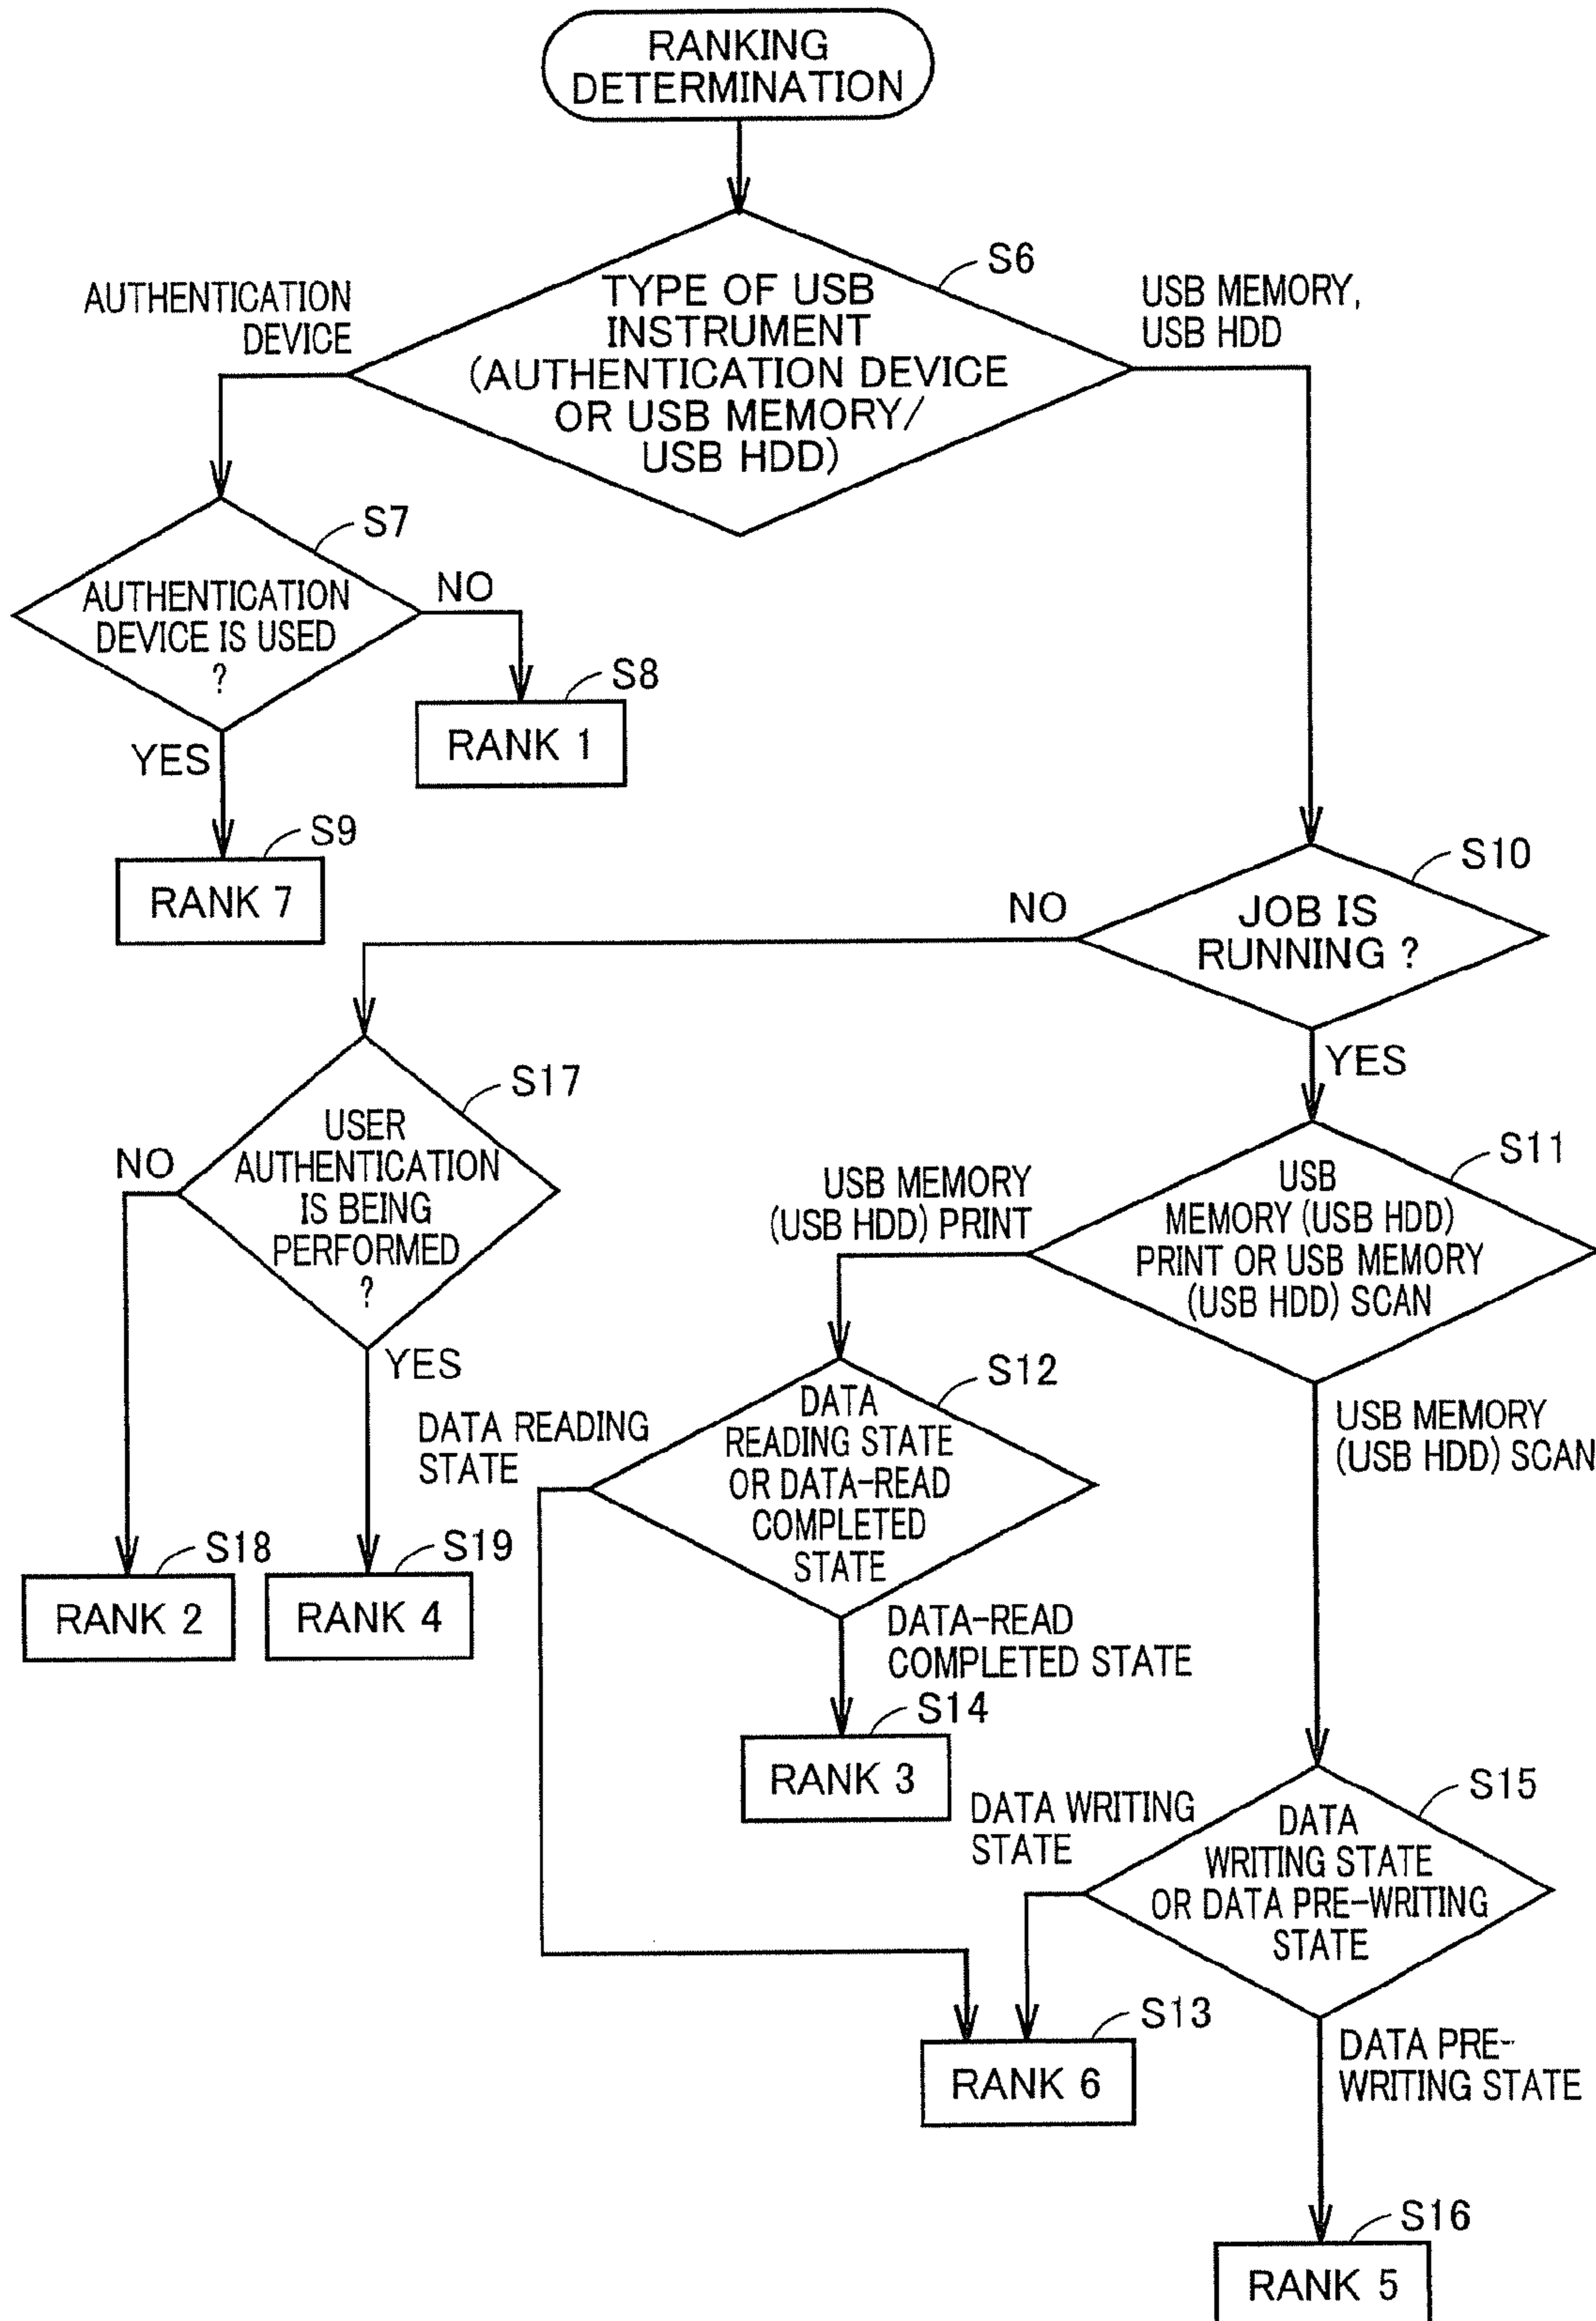 RANKING
DETERMINATION
S6
AUTHENTICATION
DEVICE
TYPE OF USB
INSTRUMENT
(AUTHENTICATION DEVICE
OR USB MEMORY/
USB HDD)
USB MEMORY,
USB HDD
S7
AUTHENTICATION
DEVICE IS USED
?
NO
S8
RANK 1
YES
S9
RANK 7
S10
JOB IS
RUNNING ?
NO
YES
S17
USER
AUTHENTICATION
IS BEING
PERFORMED
?
NO
YES
S18
RANK 2
S19
RANK 4
S11
USB
MEMORY (USB HDD)
PRINT OR USB MEMORY
(USB HDD) SCAN
USB MEMORY
(USB HDD) PRINT
USB MEMORY
(USB HDD) SCAN
S12
DATA
READING STATE
OR DATA-READ
COMPLETED
STATE
DATA READING
STATE
DATA-READ
COMPLETED STATE
S14
RANK 3
S15
DATA
WRITING STATE
OR DATA PRE-WRITING
STATE
DATA WRITING
STATE
S13
RANK 6
DATA PRE-
WRITING STATE
S16
RANK 5